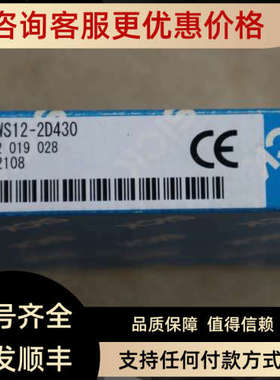 咨询客服更优惠价格
WS12-2D430
2 019 028
2108
CE
号齐全
品质保障 值得信赖
发顺丰
支持任何付款方式